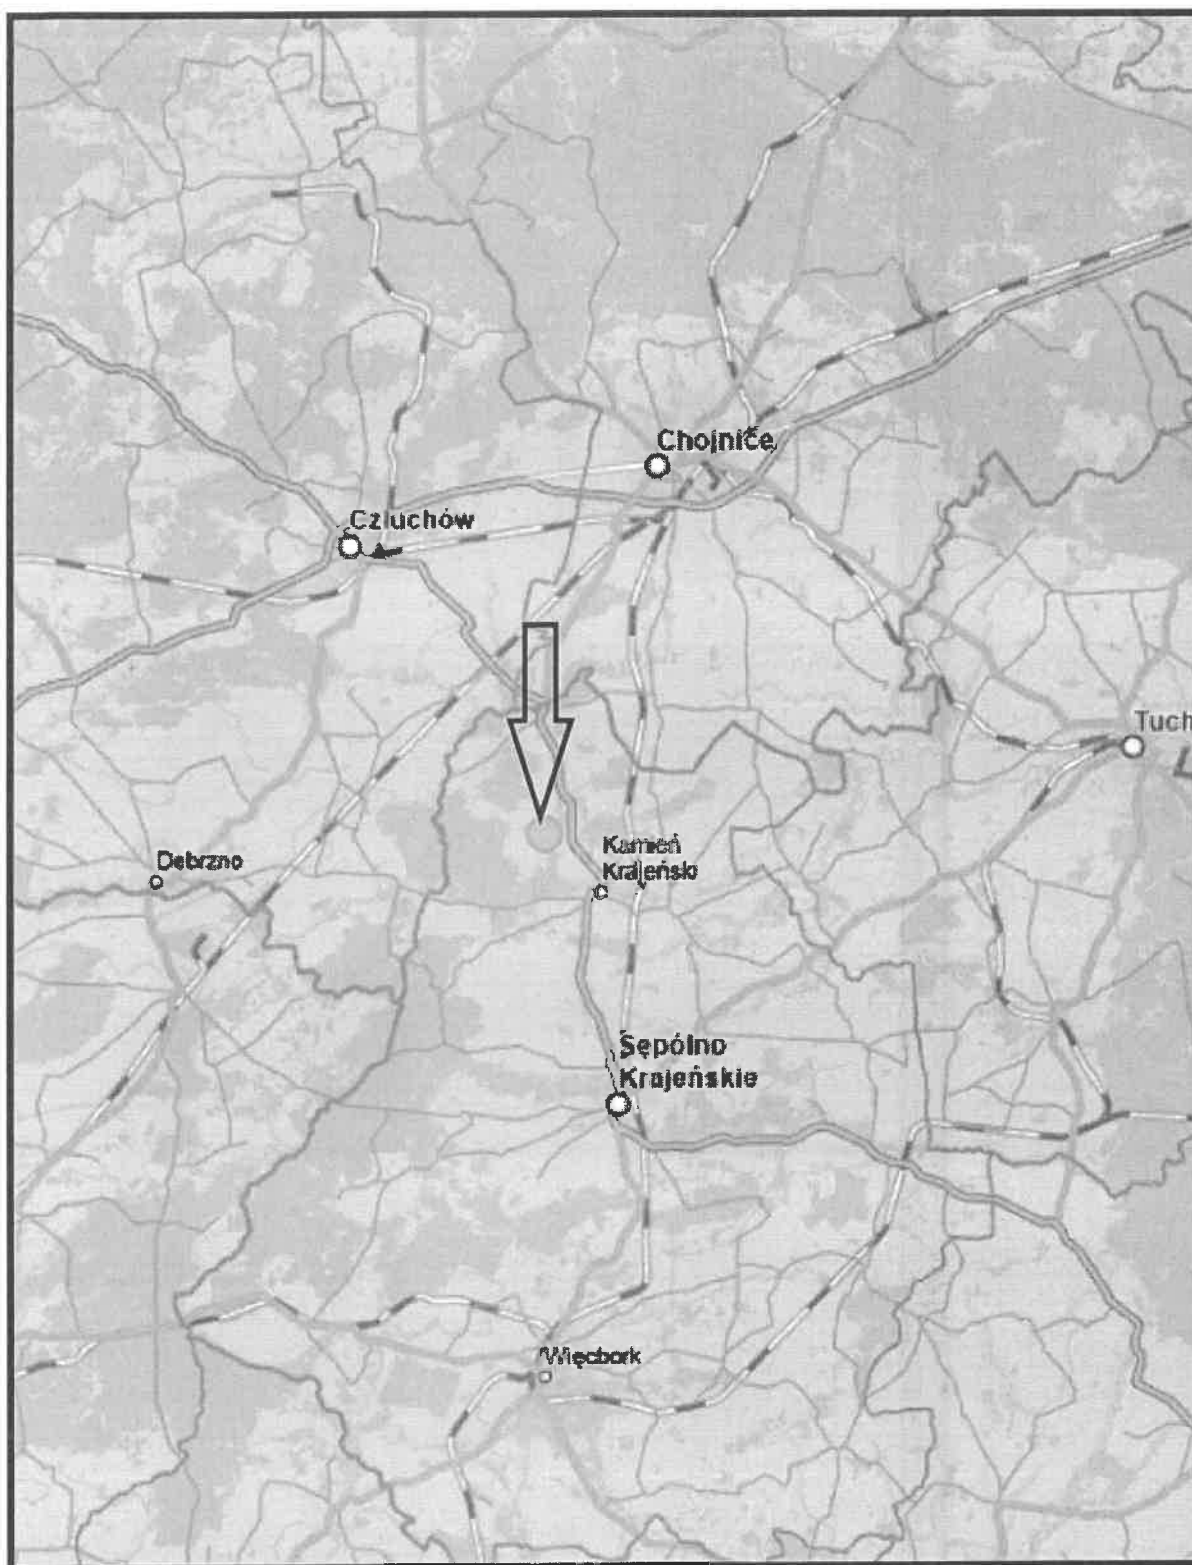 Chojnice
Człuchów
Tuch
Kamień
Krajeński
Debrzno
Sępólno
Krajeńskie
Więcbork